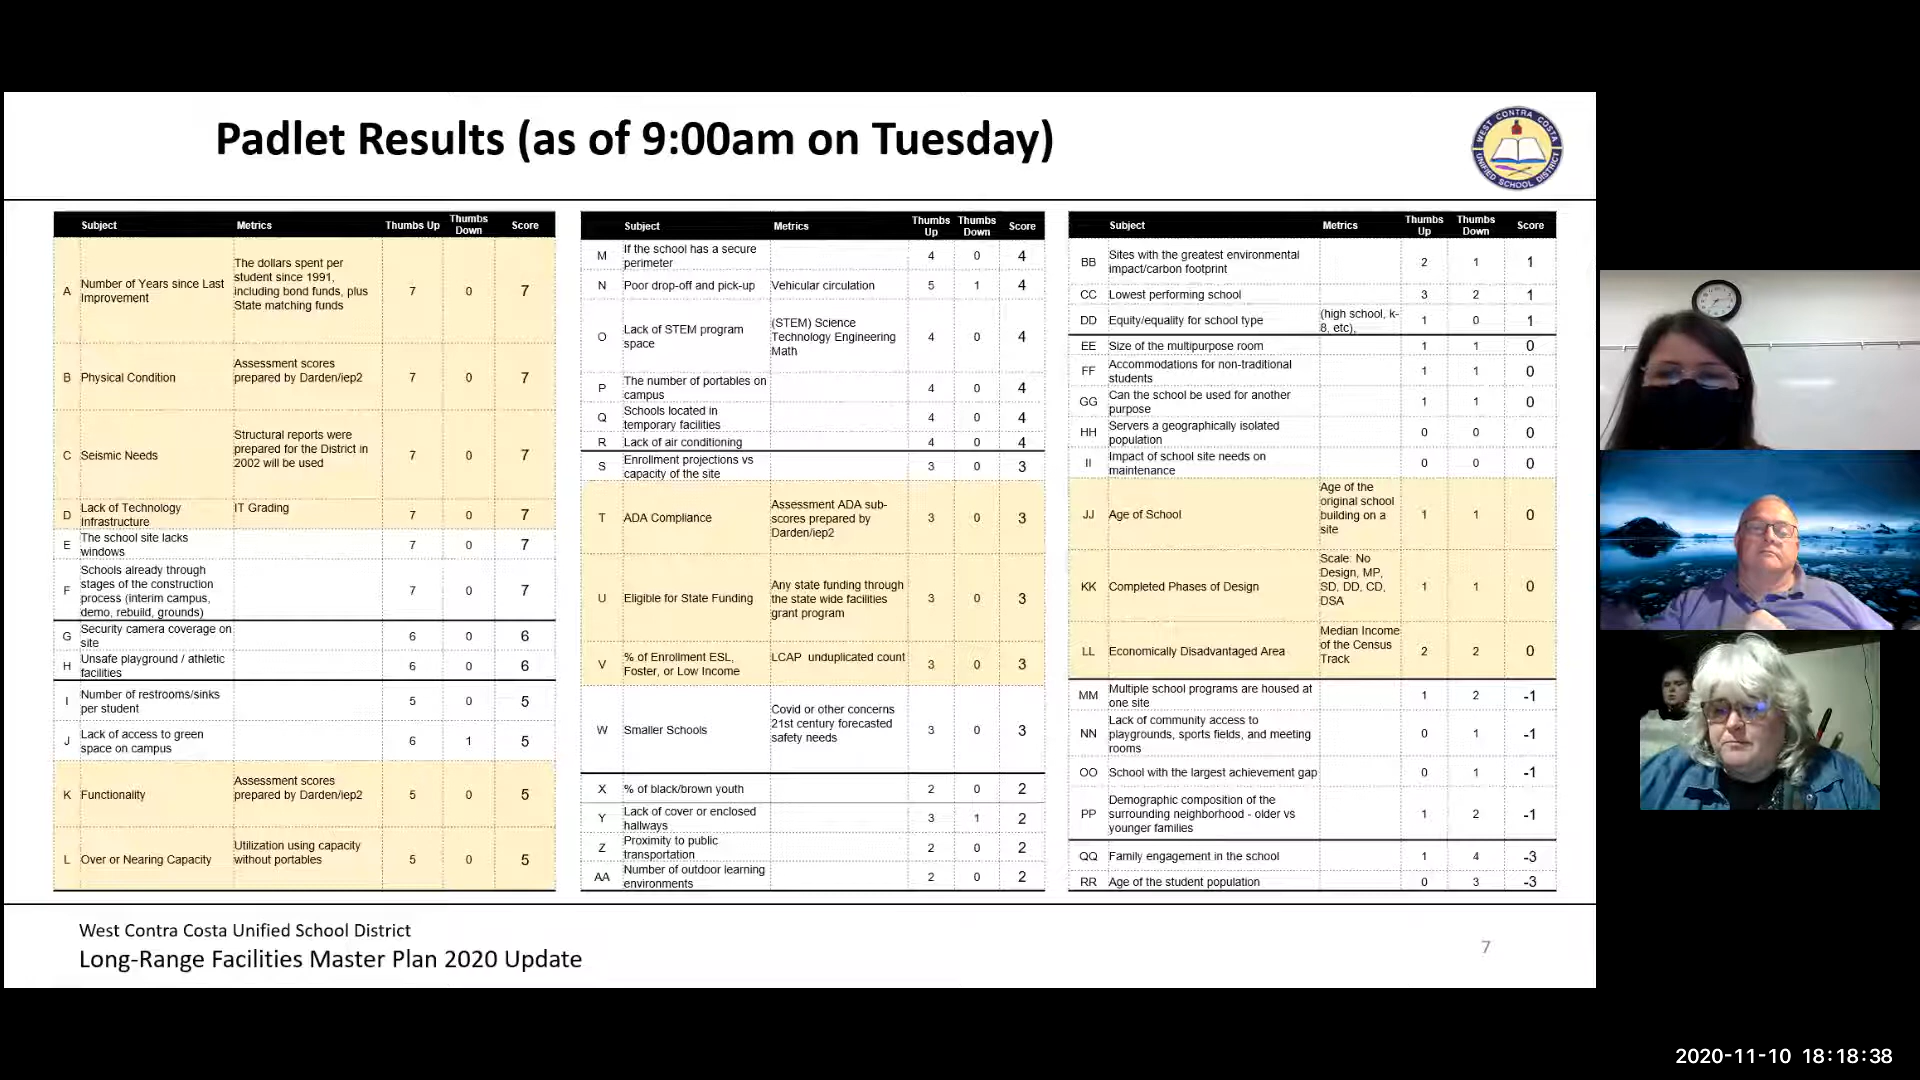 Padlet Results (as of 9:00am on Tuesday)
WEST CONTRA COSTA
UNIFIED SCHOOL DISTRICT
Subject Metrics Thumbs Up Thumbs Down Score
A Number of Years since Last Improvement The dollars spent per student since 1991, including bond funds, plus State matching funds 7 0 7
B Physical Condition Assessment scores prepared by Darden/iep2 7 0 7
C Seismic Needs Structural reports were prepared for the District in 2002 will be used 7 0 7
D Lack of Technology Infrastructure IT Grading 7 0 7
E The school site lacks windows 7 0 7
F Schools already through stages of the construction process (interim campus, demo, rebuild, grounds) 7 0 7
G Security camera coverage on site 6 0 6
H Unsafe playground / athletic facilities 6 0 6
I Number of restrooms/sinks per student 5 0 5
J Lack of access to green space on campus 6 1 5
K Functionality Assessment scores prepared by Darden/iep2 5 0 5
L Over or Nearing Capacity Utilization using capacity without portables 5 0 5
Subject Metrics Thumbs Up Thumbs Down Score
M If the school has a secure perimeter 4 0 4
N Poor drop-off and pick-up Vehicular circulation 5 1 4
O Lack of STEM program space (STEM) Science Technology Engineering Math 4 0 4
P The number of portables on campus 4 0 4
Q Schools located in temporary facilities 4 0 4
R Lack of air conditioning 4 0 4
S Enrollment projections vs capacity of the site 3 0 3
T ADA Compliance Assessment ADA sub-scores prepared by Darden/iep2 3 0 3
U Eligible for State Funding Any state funding through the state wide facilities grant program 3 0 3
V % of Enrollment ESL, Foster, or Low Income LCAP unduplicated count 3 0 3
W Smaller Schools Covid or other concerns 21st century forecasted safety needs 3 0 3
X % of black/brown youth 2 0 2
Y Lack of cover or enclosed hallways 3 1 2
Z Proximity to public transportation 2 0 2
AA Number of outdoor learning environments 2 0 2
Subject Metrics Thumbs Up Thumbs Down Score
BB Sites with the greatest environmental impact/carbon footprint 2 1 1
CC Lowest performing school 3 2 1
DD Equity/equality for school type (high school, k-8, etc), 1 0 1
EE Size of the multipurpose room 1 1 0
FF Accommodations for non-traditional students 1 1 0
GG Can the school be used for another purpose 1 1 0
HH Servers a geographically isolated population 0 0 0
II Impact of school site needs on maintenance 0 0 0
JJ Age of School Age of the original school building on a site 1 1 0
KK Completed Phases of Design Scale: No Design, MP, SD, DD, CD, DSA 1 1 0
LL Economically Disadvantaged Area Median Income of the Census Track 2 2 0
MM Multiple school programs are housed at one site 1 2 -1
NN Lack of community access to playgrounds, sports fields, and meeting rooms 0 1 -1
OO School with the largest achievement gap 0 1 -1
PP Demographic composition of the surrounding neighborhood - older vs younger families 1 2 -1
QQ Family engagement in the school 1 4 -3
RR Age of the student population 0 3 -3
West Contra Costa Unified School District
Long-Range Facilities Master Plan 2020 Update
7
2020-11-10 18:18:38